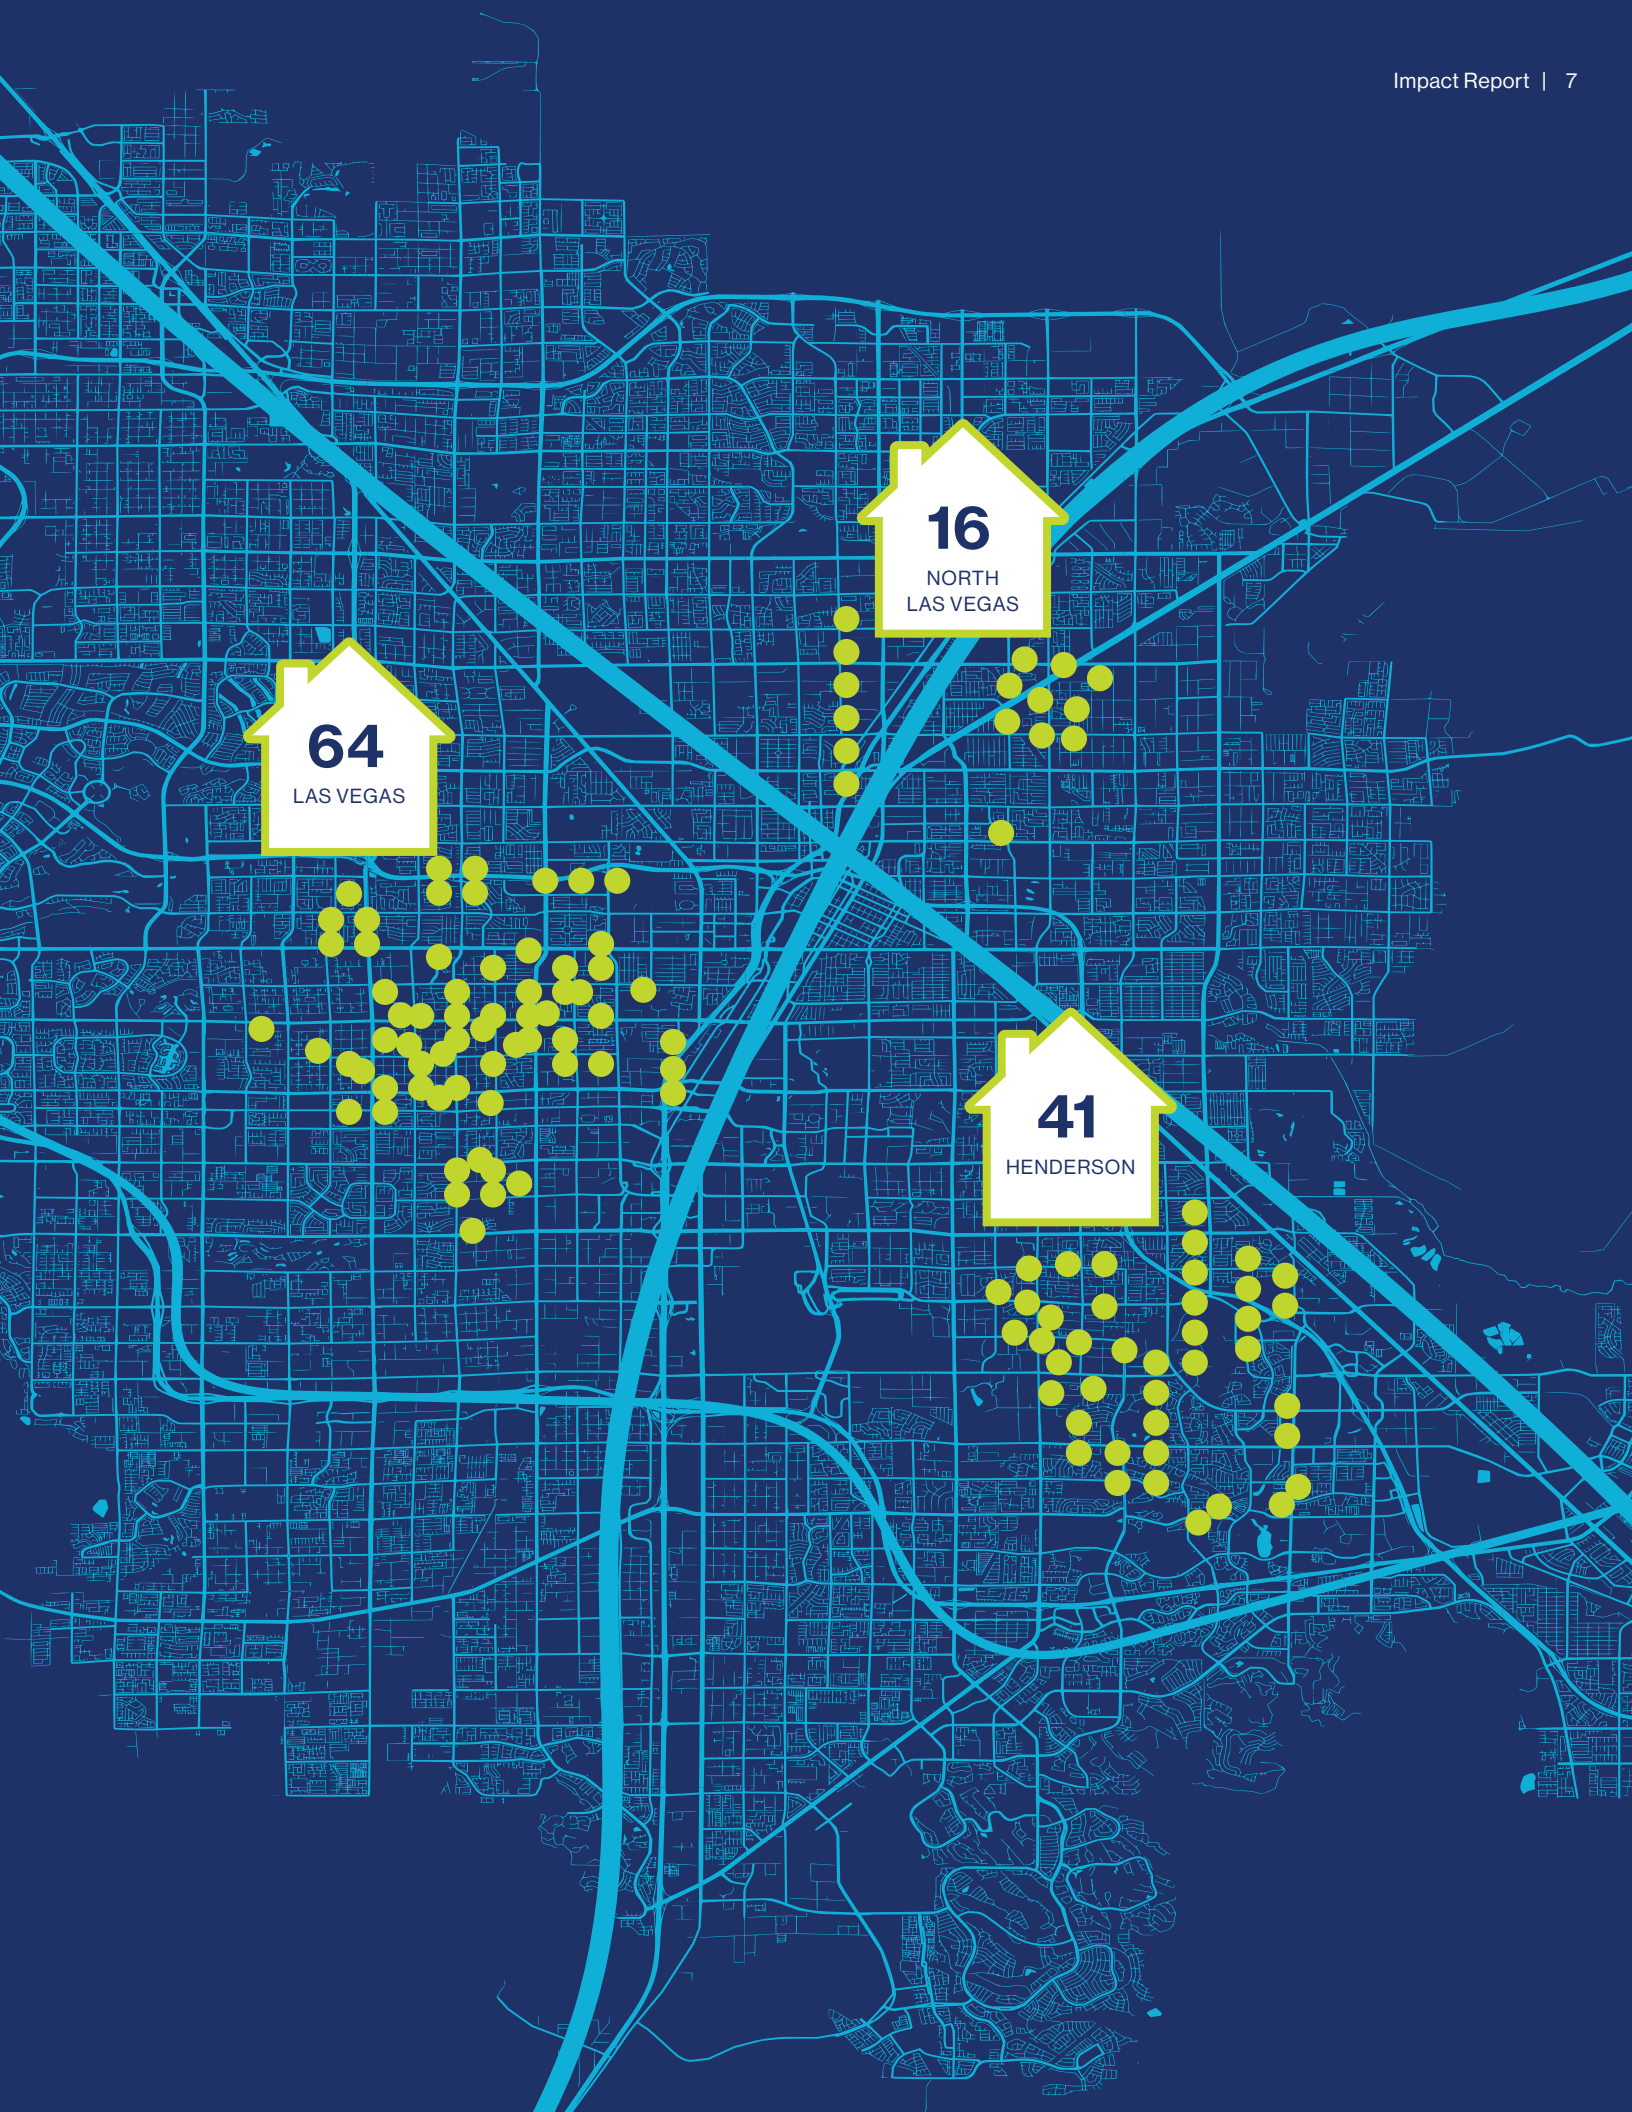 Impact Report | 7
16
NORTH
LAS VEGAS
64
LAS VEGAS
41
HENDERSON